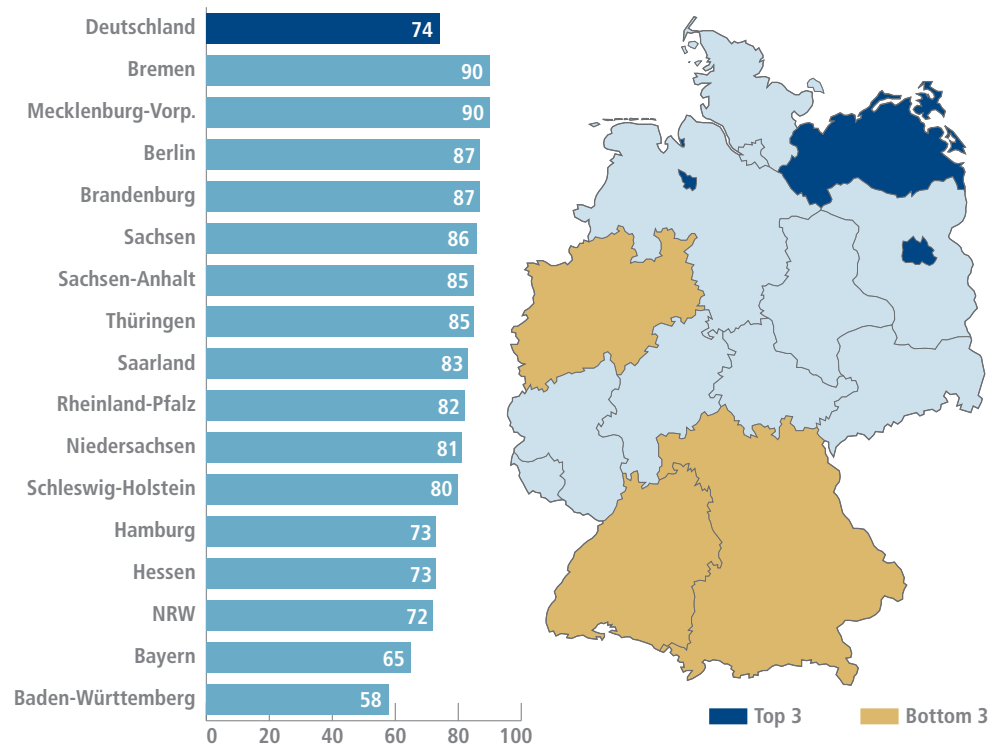 Deutschland 74
Bremen 90
Mecklenburg-Vorp. 90
Berlin 87
Brandenburg 87
Sachsen 86
Sachsen-Anhalt 85
Thüringen 85
Saarland 83
Rheinland-Pfalz 82
Niedersachsen 81
Schleswig-Holstein 80
Hamburg 73
Hessen 73
NRW 72
Bayern 65
Baden-Württemberg 58
0 20 40 60 80 100
Top 3 Bottom 3